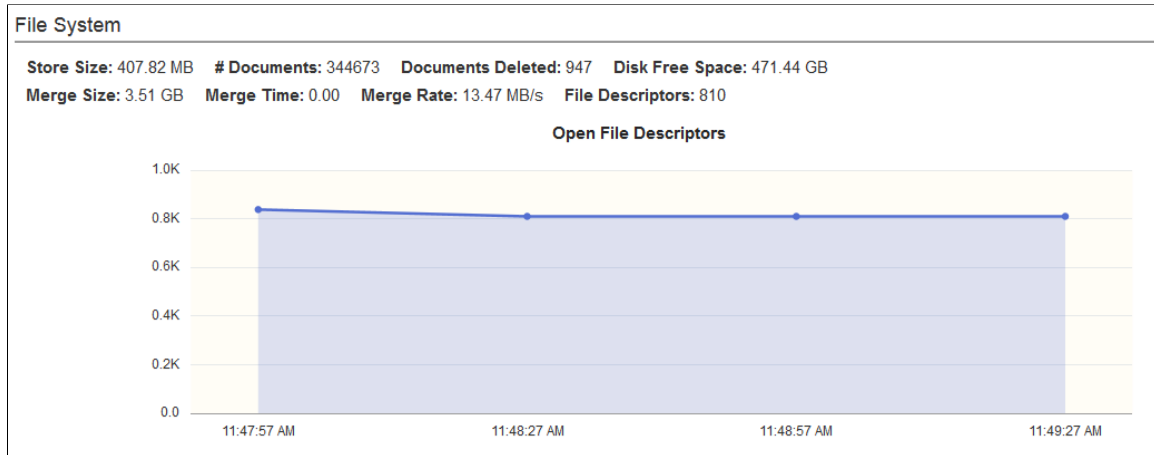 File System
Store Size: 407.82 MB # Documents: 344673 Documents Deleted: 947 Disk Free Space: 471.44 GB
Merge Size: 3.51 GB Merge Time: 0.00 Merge Rate: 13.47 MB/s File Descriptors: 810
Open File Descriptors
1.0K
0.8K
0.6K
0.4K
0.2K
0.0
11:47:57 AM 11:48:27 AM 11:48:57 AM 11:49:27 AM